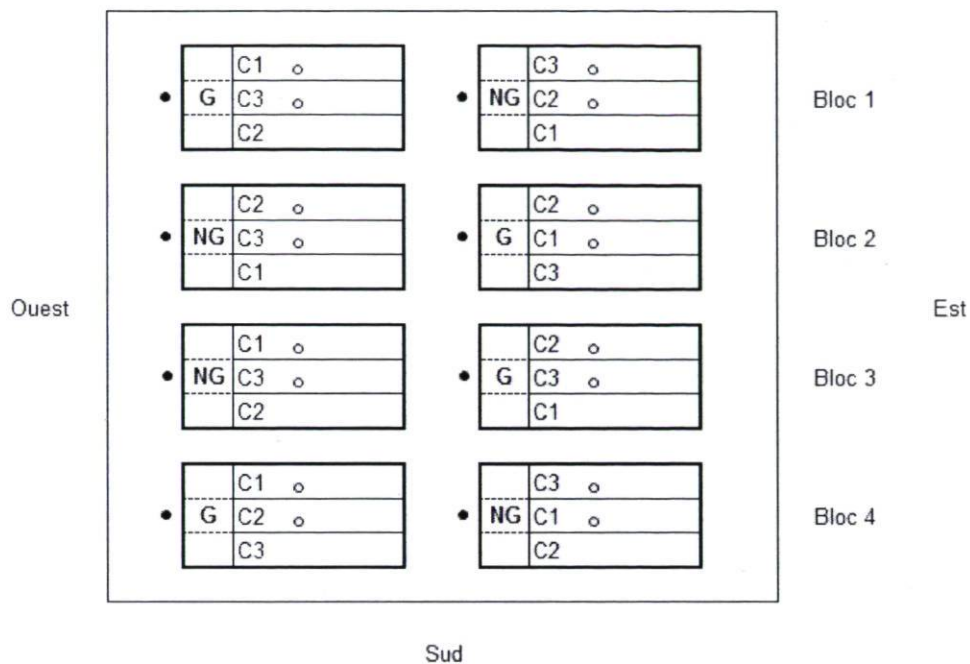 C1 C3
G C3 NG C2 Bloc 1
C2 C1
C2 C2
NG C3 G C1 Bloc 2
C1 C3
Ouest Est
C1 C2
NG C3 G C3 Bloc 3
C2 C1
C1 C3
G C2 NG C1 Bloc 4
C3 C2
Sud